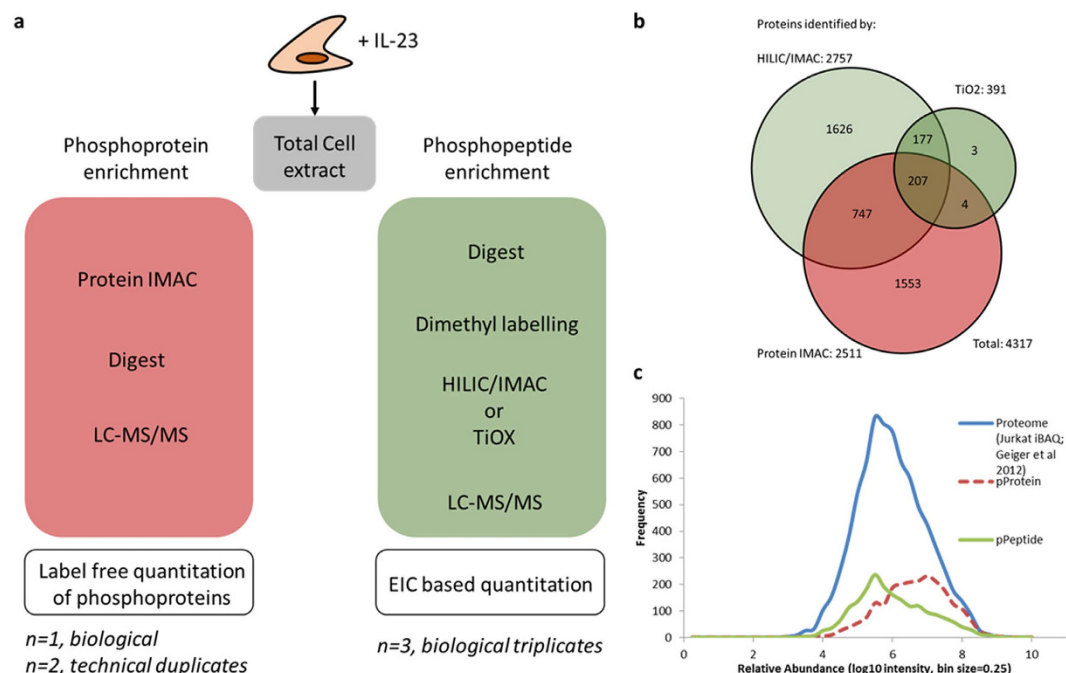 a
+ IL-23
Total Cell
extract
Phosphoprotein
enrichment
Protein IMAC
Digest
LC-MS/MS
Label free quantitation
of phosphoproteins
n=1, biological
n=2, technical duplicates
Phosphopeptide
enrichment
Digest
Dimethyl labelling
HILIC/IMAC
or
TiOX
LC-MS/MS
EIC based quantitation
n=3, biological triplicates
b
Proteins identified by:
HILIC/IMAC: 2757
TiO2: 391
1626
177
3
207
747
4
1553
Protein IMAC: 2511
Total: 4317
c
900
800
700
600
500
400
300
200
100
0
Frequency
0
2
4
6
8
10
Relative Abundance (log10 intensity, bin size=0.25)
Proteome
(Jurkat iBAQ;
Geiger et al
2012)
pProtein
pPeptide